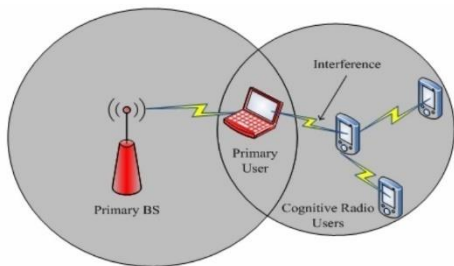 Interference
Primary
User
Primary BS
Cognitive Radio
Users